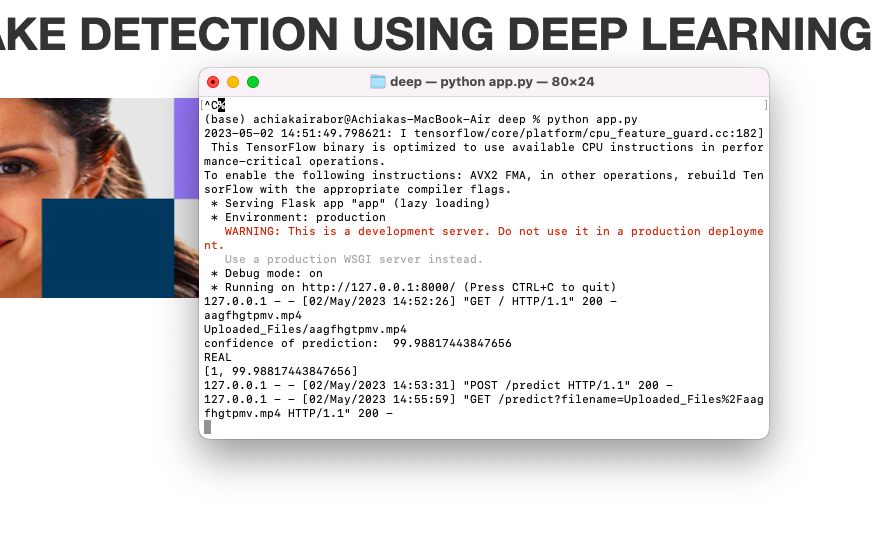 AKE DETECTION USING DEEP LEARNING
deep — python app.py — 80×24
[^C% ]
(base) achiakairabor@Achiakas-MacBook-Air deep % python app.py
2023-05-02 14:51:49.798621: I tensorflow/core/platform/cpu_feature_guard.cc:182]
This TensorFlow binary is optimized to use available CPU instructions in perfor
mance-critical operations.
To enable the following instructions: AVX2 FMA, in other operations, rebuild Ten
sorFlow with the appropriate compiler flags.
* Serving Flask app "app" (lazy loading)
* Environment: production
WARNING: This is a development server. Do not use it in a production deployme
nt.
Use a production WSGI server instead.
* Debug mode: on
* Running on http://127.0.0.1:8000/ (Press CTRL+C to quit)
127.0.0.1 - - [02/May/2023 14:52:26] "GET / HTTP/1.1" 200 -
aagfhgtpmv.mp4
Uploaded_Files/aagfhgtpmv.mp4
confidence of prediction:  99.98817443847656
REAL
[1, 99.98817443847656]
127.0.0.1 - - [02/May/2023 14:53:31] "POST /predict HTTP/1.1" 200 -
127.0.0.1 - - [02/May/2023 14:55:59] "GET /predict?filename=Uploaded_Files%2Faag
fhgtpmv.mp4 HTTP/1.1" 200 -